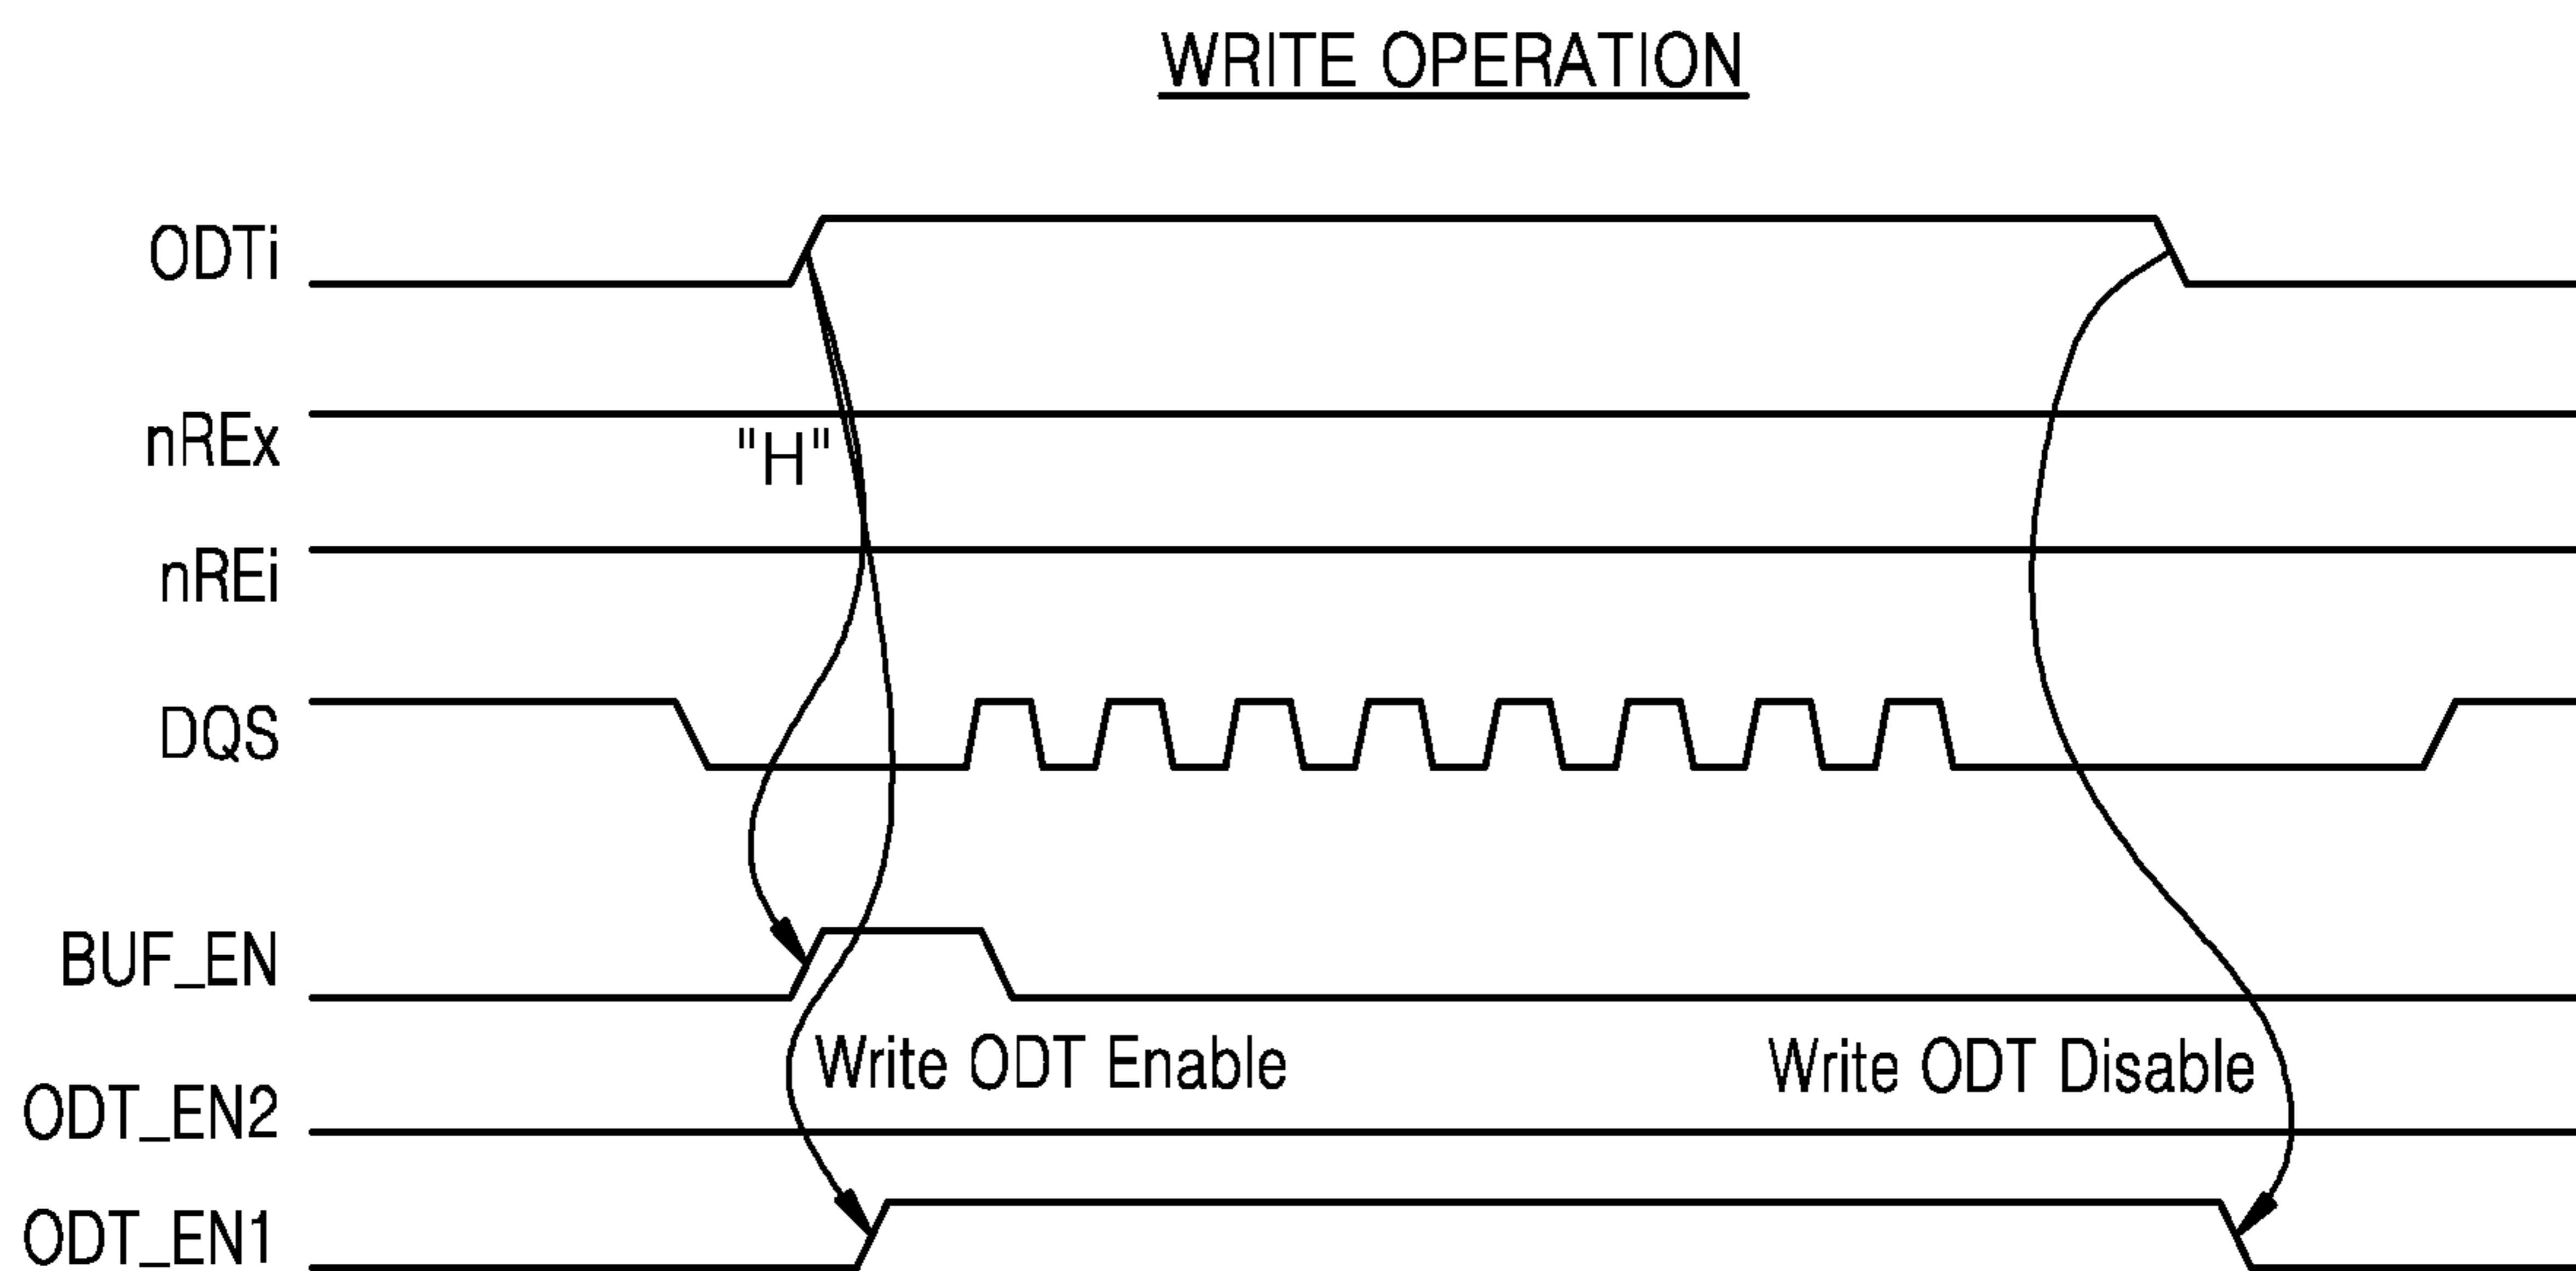 WRITE OPERATION
ODTi
nREx
"H"
nREi
DQS
BUF_EN
Write ODT Enable
Write ODT Disable
ODT_EN2
ODT_EN1